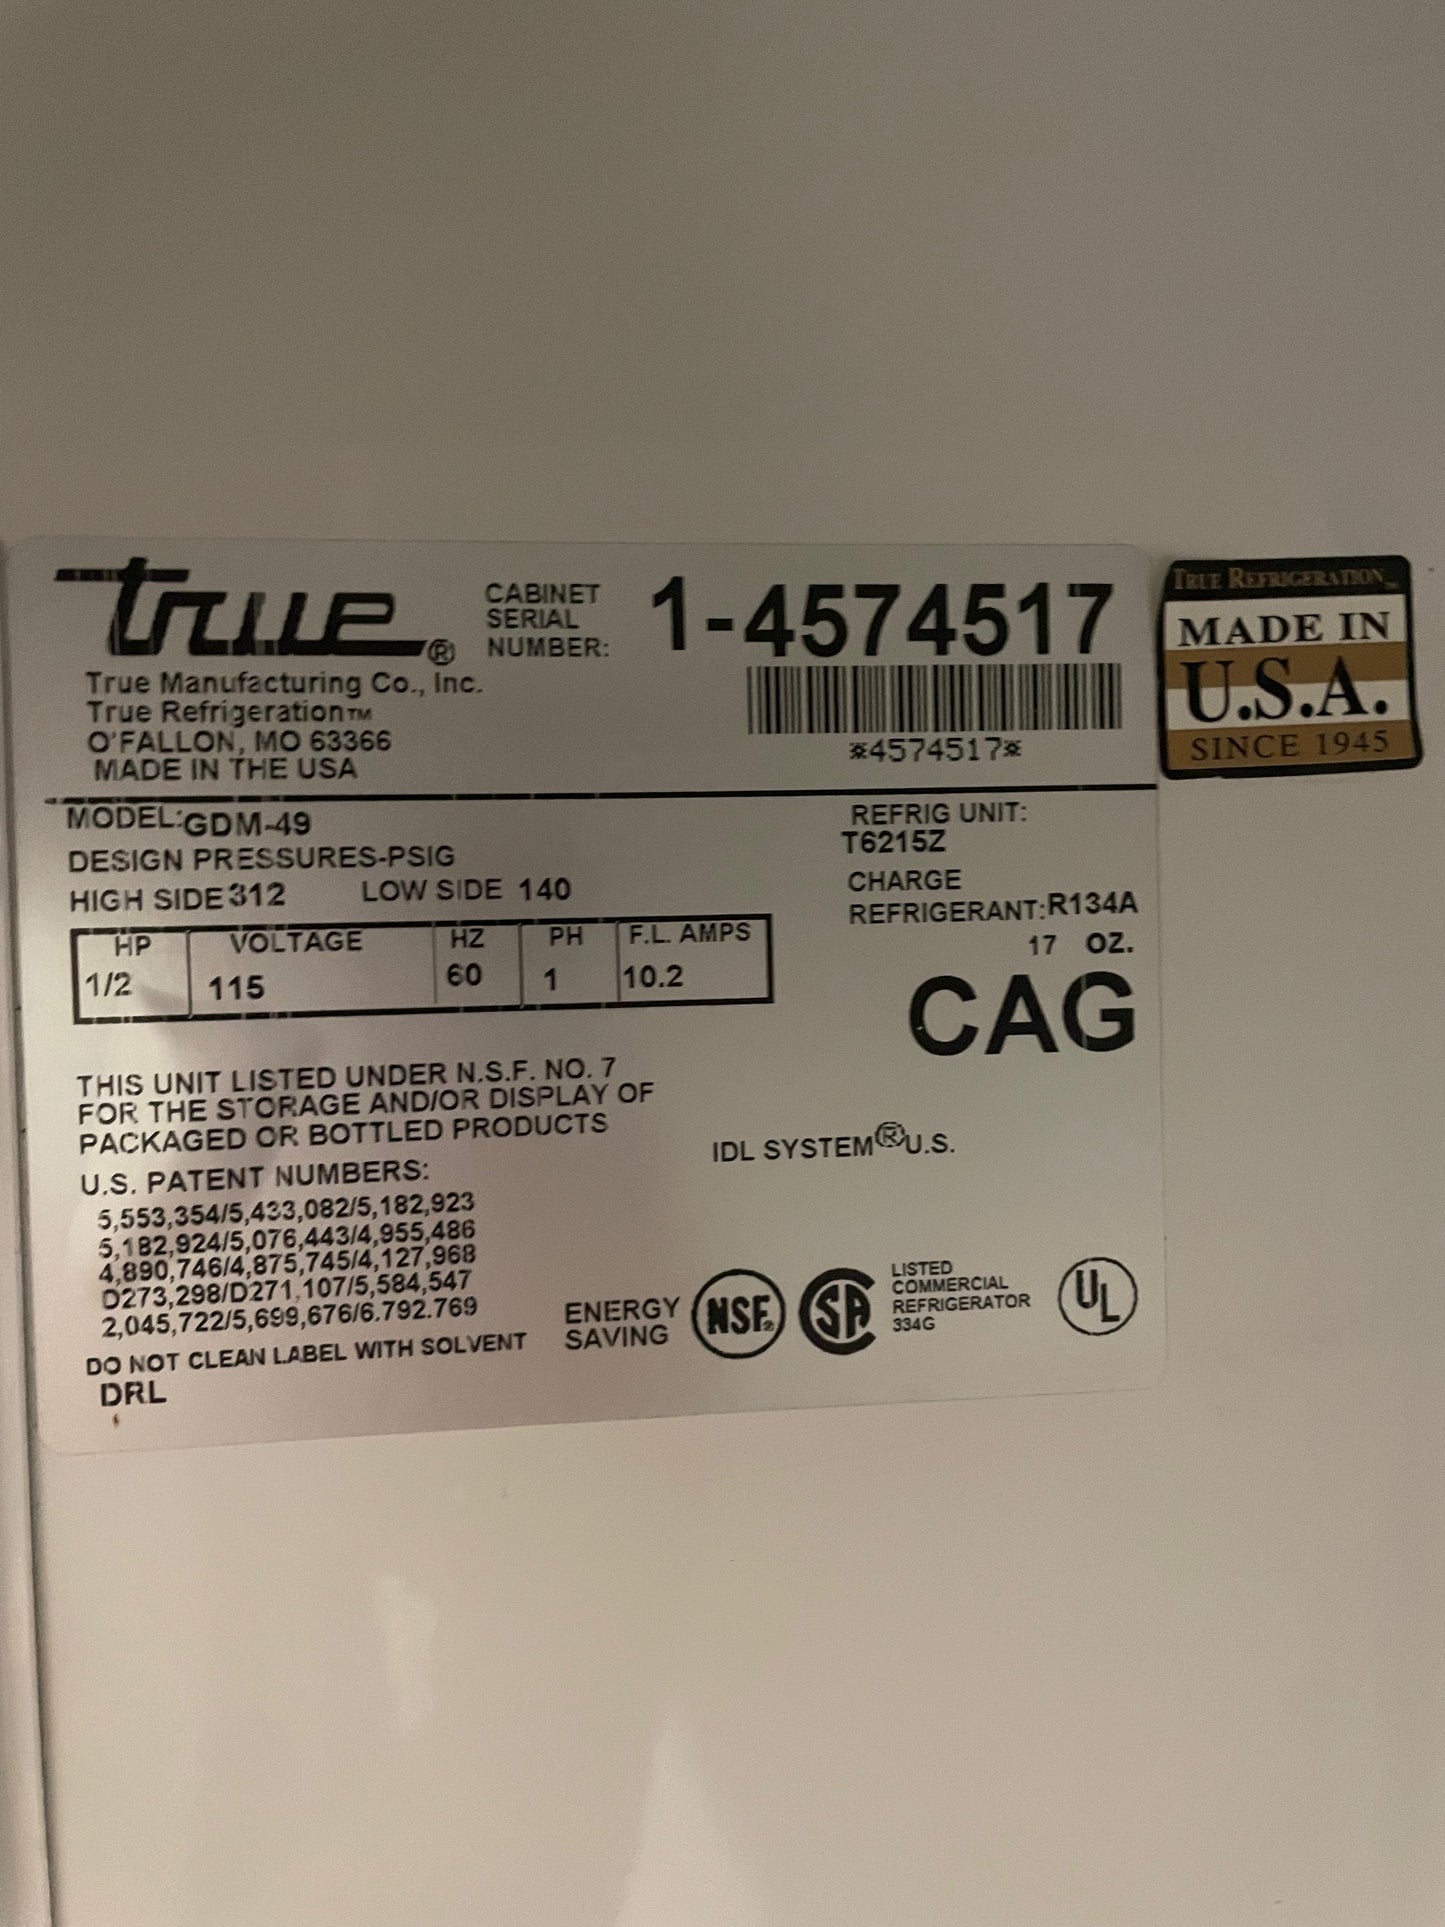 true®
CABINET
SERIAL
NUMBER:
1-4574517
*4574517*
True Manufacturing Co., Inc.
True Refrigeration™
O'FALLON, MO 63366
MADE IN THE USA
TRUE REFRIGERATION™
MADE IN
U.S.A.
SINCE 1945
MODEL:GDM-49
DESIGN PRESSURES-PSIG
HIGH SIDE 312 LOW SIDE 140
REFRIG UNIT:
T6215Z
CHARGE
REFRIGERANT:R134A
17 OZ.
CAG
HP VOLTAGE HZ PH F.L. AMPS
1/2 115 60 1 10.2
THIS UNIT LISTED UNDER N.S.F. NO. 7
FOR THE STORAGE AND/OR DISPLAY OF
PACKAGED OR BOTTLED PRODUCTS
IDL SYSTEM®U.S.
U.S. PATENT NUMBERS:
5,553,354/5,433,082/5,182,923
5,182,924/5,076,443/4,955,486
4,890,746/4,875,745/4,127,968
D273,298/D271,107/5,584,547
2,045,722/5,699,676/6.792.769
DO NOT CLEAN LABEL WITH SOLVENT
DRL
ENERGY
SAVING
NSF®
SA
LISTED
COMMERCIAL
REFRIGERATOR
334G
UL